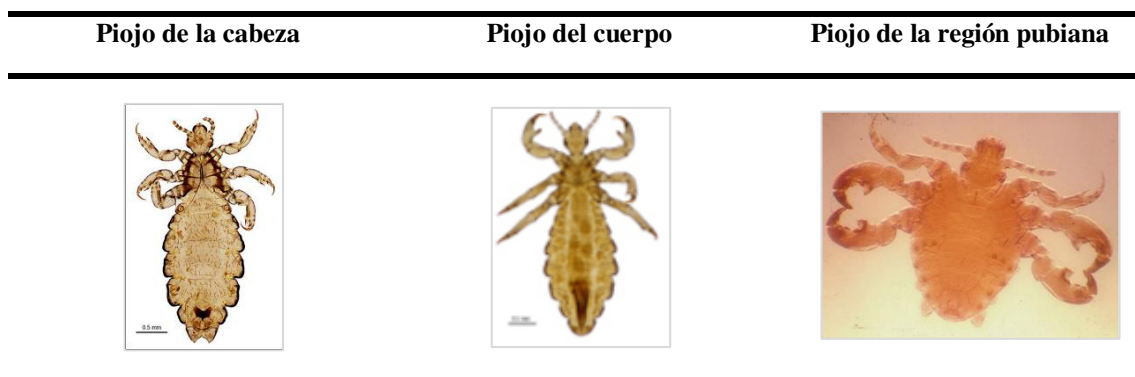 Piojo de la cabeza Piojo del cuerpo Piojo de la región pubiana
0.5 mm